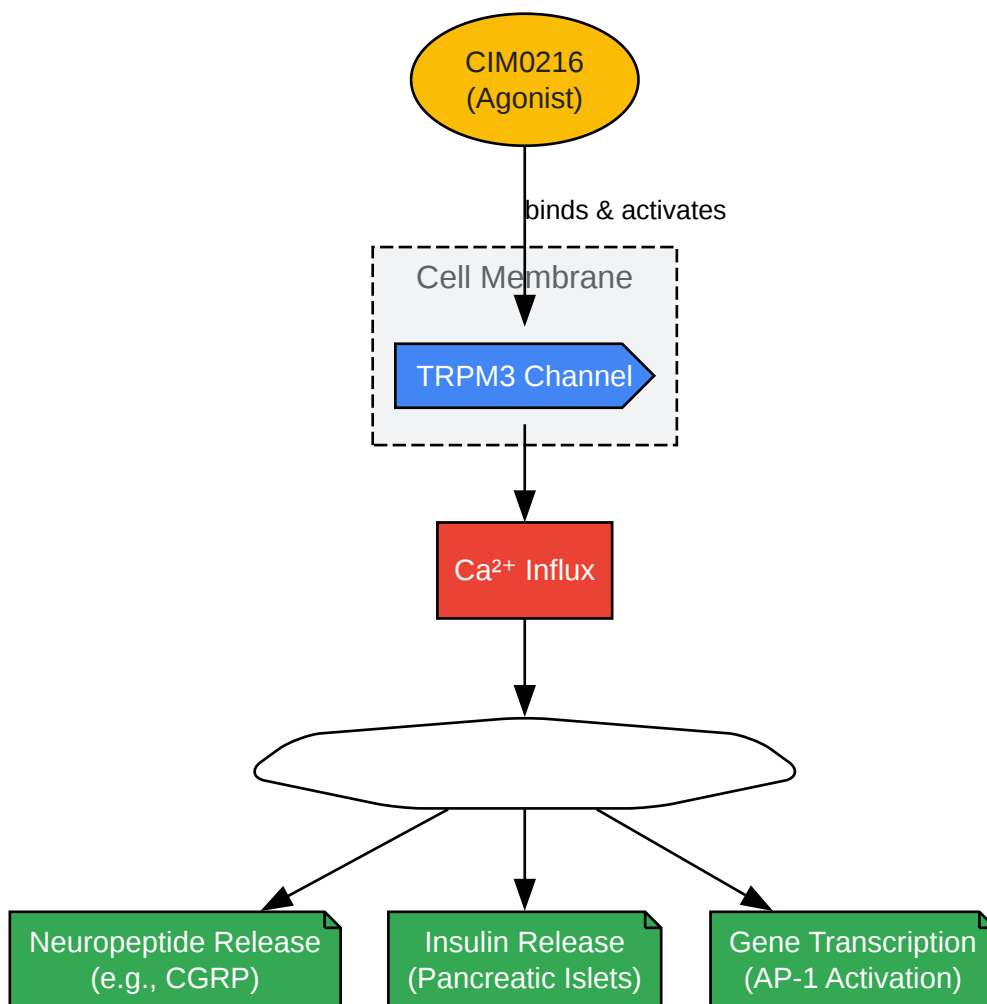 CIM0216
(Agonist)
binds & activates
Cell Membrane
TRPM3 Channel
Ca²⁺ Influx
Neuropeptide Release
(e.g., CGRP)
Insulin Release
(Pancreatic Islets)
Gene Transcription
(AP-1 Activation)